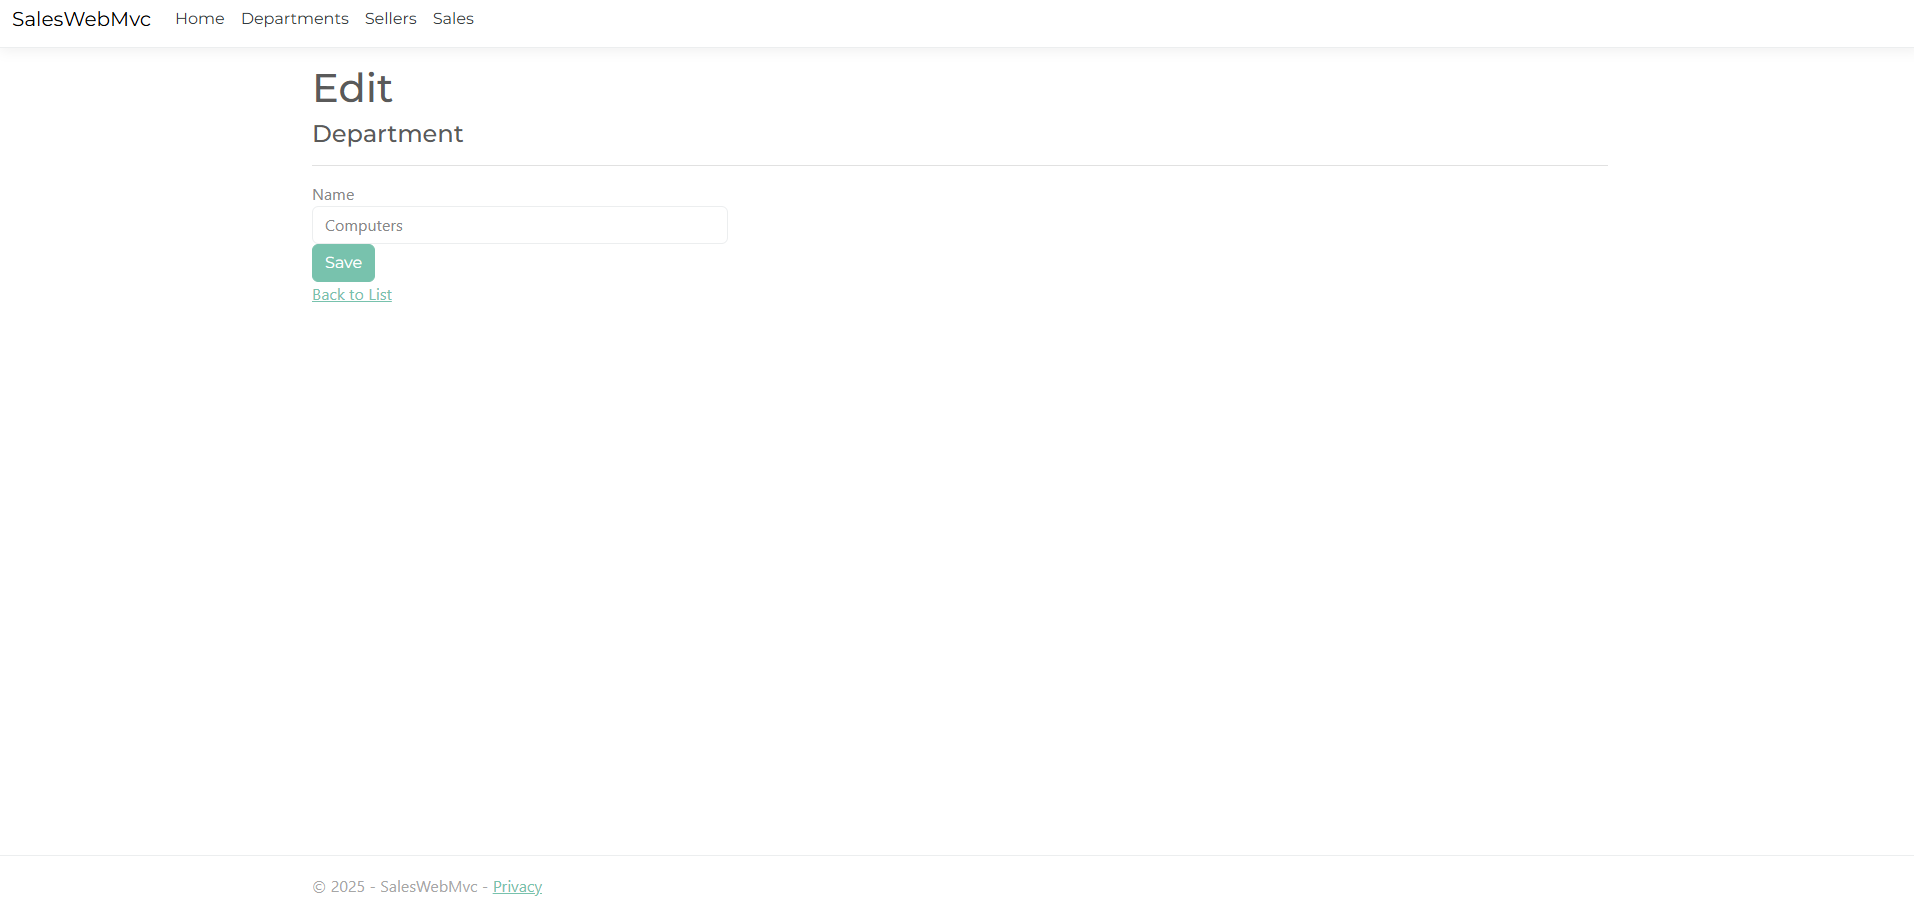 SalesWebMvc Home Departments Sellers Sales
Edit
Department
Name
Computers
Save
Back to List
© 2025 - SalesWebMvc - Privacy